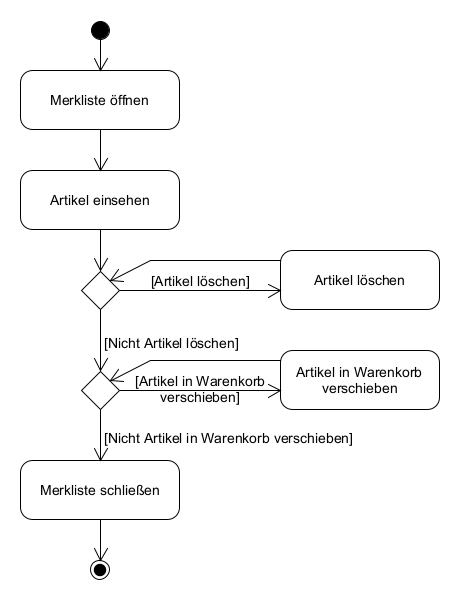 Merkliste öffnen
Artikel einsehen
[Artikel löschen]
Artikel löschen
[Nicht Artikel löschen]
[Artikel in Warenkorb
verschieben]
Artikel in Warenkorb
verschieben
[Nicht Artikel in Warenkorb verschieben]
Merkliste schließen